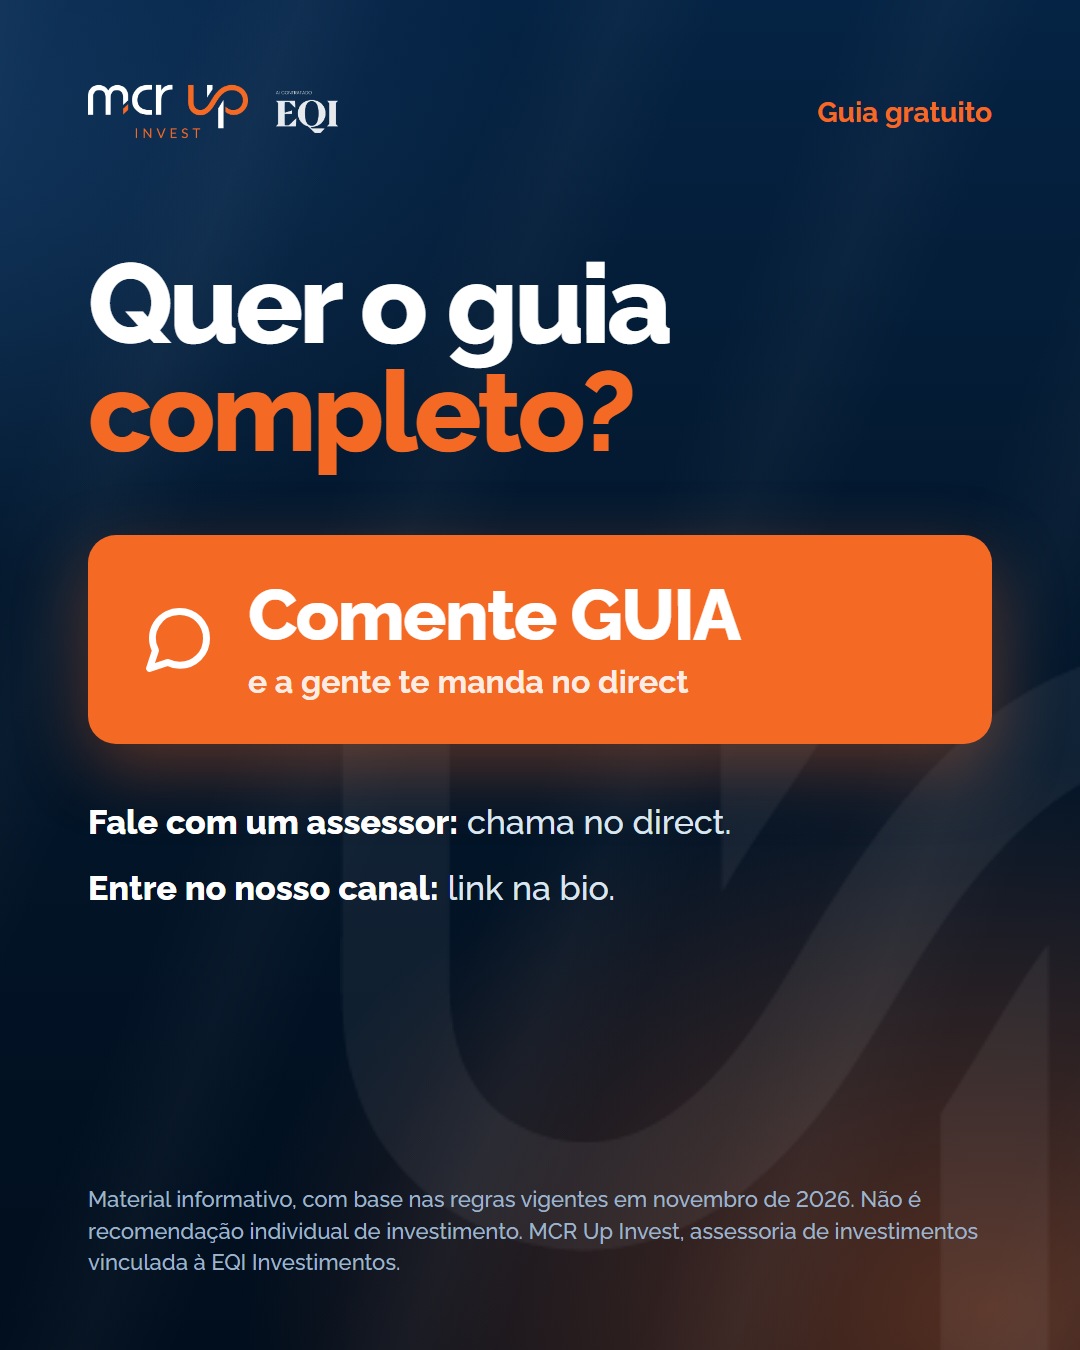 mcr up
INVEST
AI CONTRATADO
EQI
Guia gratuito
Quer o guia
completo?
Comente GUIA
e a gente te manda no direct
Fale com um assessor: chama no direct.
Entre no nosso canal: link na bio.
Material informativo, com base nas regras vigentes em novembro de 2026. Não é
recomendação individual de investimento. MCR Up Invest, assessoria de investimentos
vinculada à EQI Investimentos.